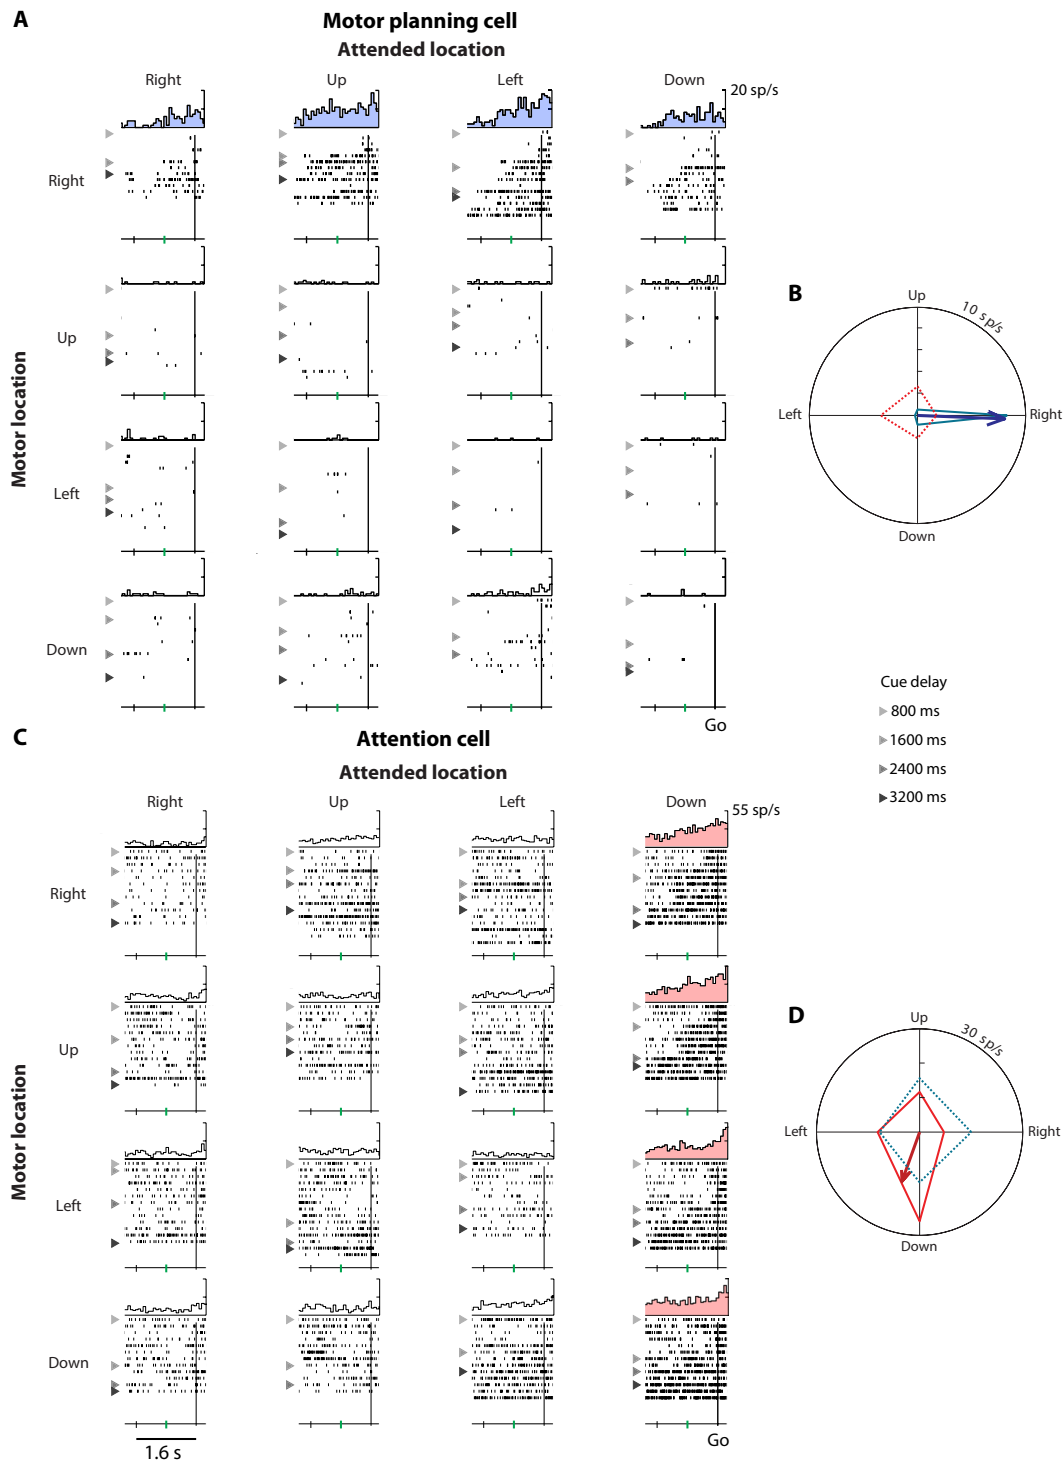 A
Motor planning cell
Attended location
Right
Up
Left
Down
20 sp/s
Motor location
Right
Up
Left
Down
Go
B
Up
10 sp/s
Left
Right
Down
Cue delay
800 ms
1600 ms
2400 ms
3200 ms
C
Attention cell
Attended location
Right
Up
Left
Down
55 sp/s
Motor location
Right
Up
Left
Down
1.6 s
Go
D
Up
30 sp/s
Left
Right
Down